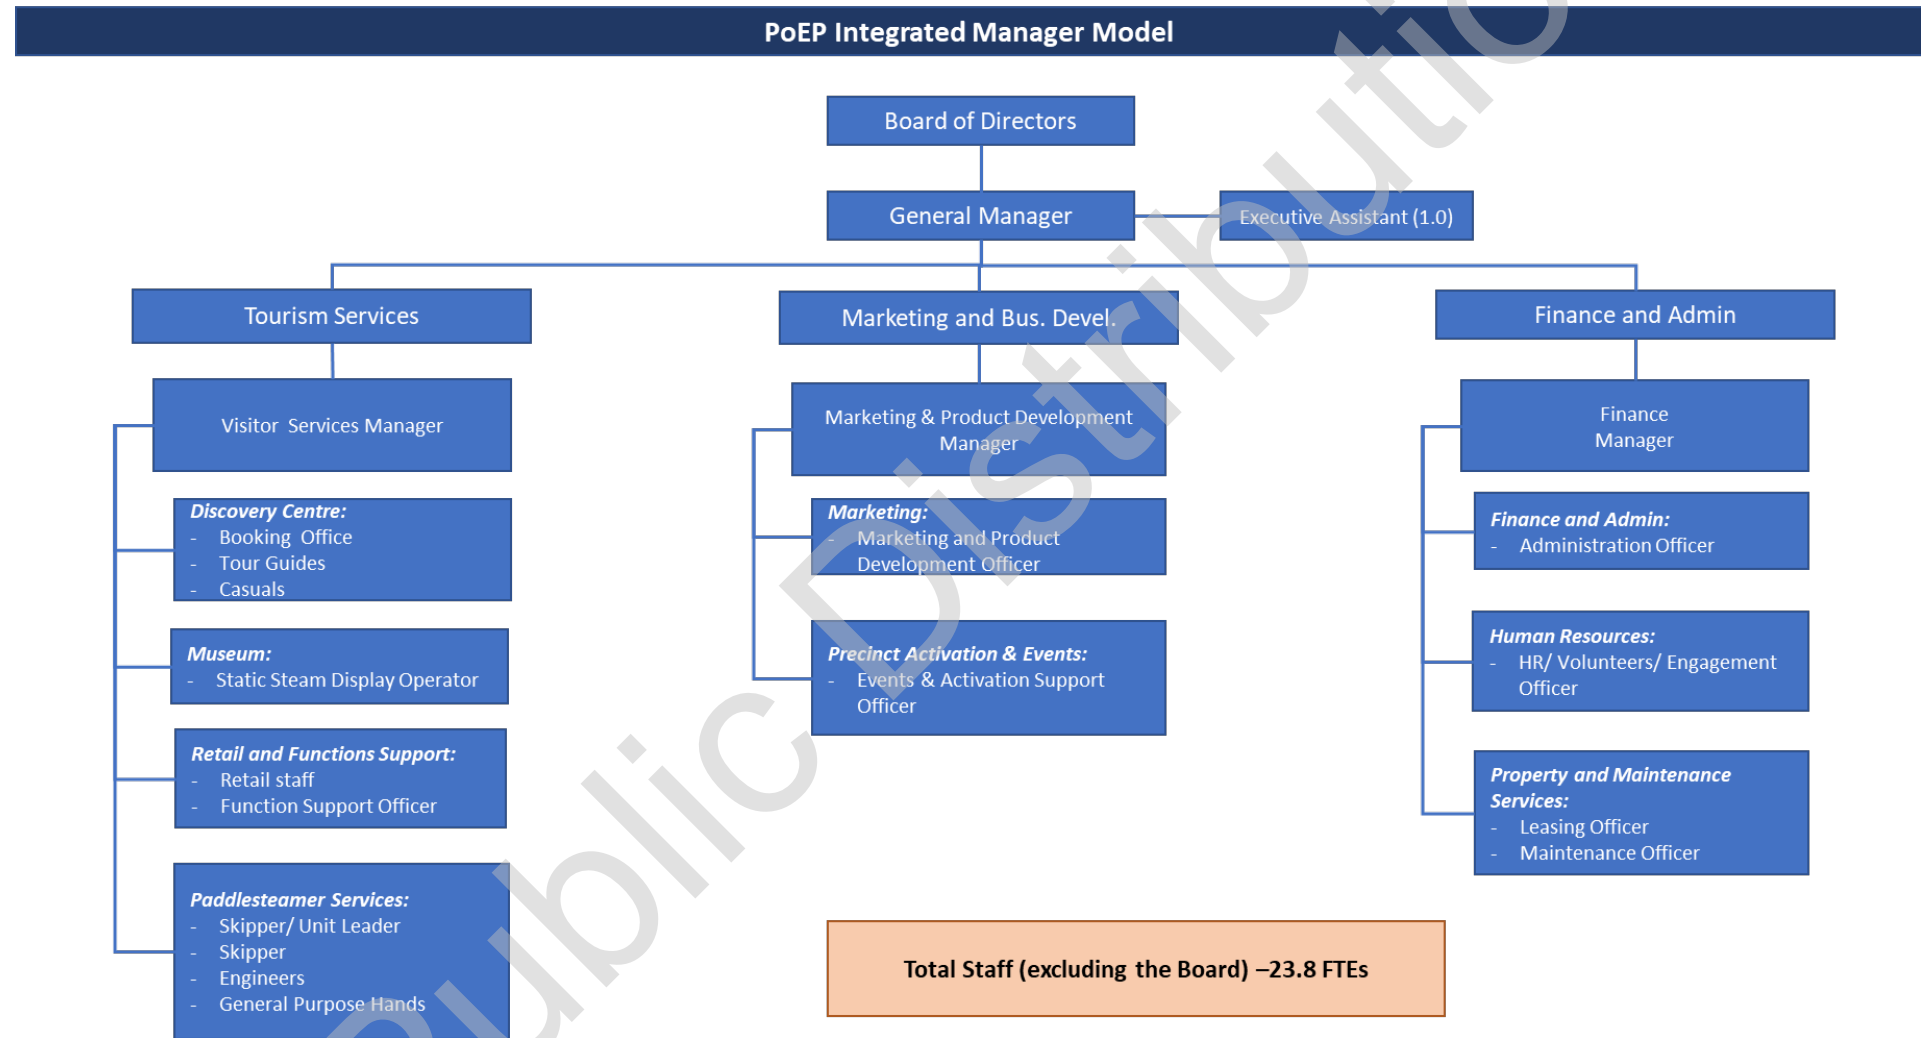 PoEP Integrated Manager Model
Board of Directors
General Manager
Executive Assistant (1.0)
Tourism Services
Marketing and Bus. Devel.
Finance and Admin
Visitor Services Manager
Discovery Centre:
- Booking Office
- Tour Guides
- Casuals
Museum:
- Static Steam Display Operator
Retail and Functions Support:
- Retail staff
- Function Support Officer
Paddlesteamer Services:
- Skipper/ Unit Leader
- Skipper
- Engineers
- General Purpose Hands
Marketing & Product Development
Manager
Marketing:
- Marketing and Product
Development Officer
Precinct Activation & Events:
- Events & Activation Support
Officer
Finance
Manager
Finance and Admin:
- Administration Officer
Human Resources:
- HR/ Volunteers/ Engagement
Officer
Property and Maintenance
Services:
- Leasing Officer
- Maintenance Officer
Total Staff (excluding the Board) –23.8 FTEs
Public Distributio